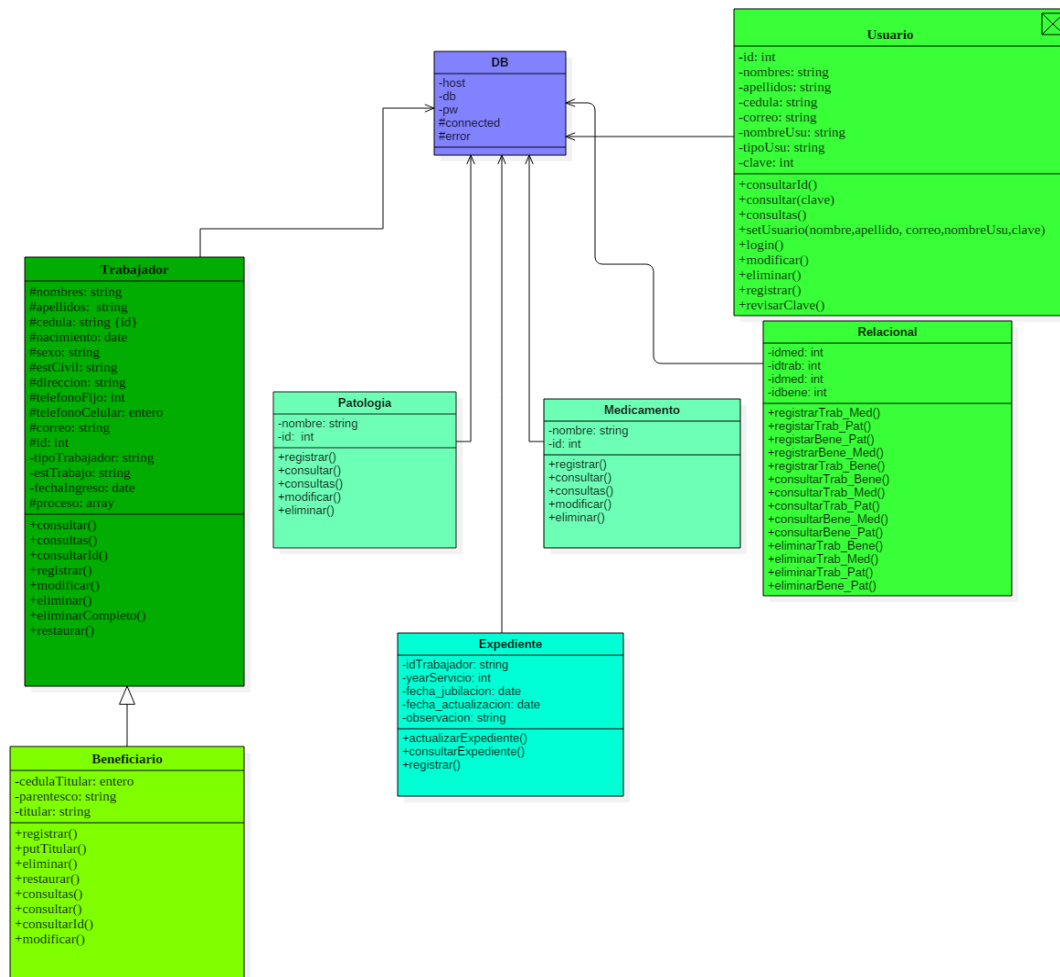 DB
-host
-db
-pw
#connected
#error
Usuario
-id: int
-nombres: string
-apellidos: string
-cedula: string
-correo: string
-nombreUsu: string
-tipoUsu: string
-clave: int
+consultarId()
+consultar(clave)
+consultas()
+setUsuario(nombre,apellido, correo,nombreUsu,clave)
+login()
+modificar()
+eliminar()
+registrar()
+revisarClave()
Trabajador
#nombres: string
#apellidos: string
#cedula: string {id}
#nacimiento: date
#sexo: string
#estCivil: string
#direccion: string
#telefonoFijo: int
#telefonoCelular: entero
#correo: string
#id: int
-tipoTrabajador: string
-estTrabajo: string
-fechaIngreso: date
#proceso: array
+consultar()
+consultas()
+consultarId()
+registrar()
+modificar()
+eliminar()
+eliminarCompleto()
+restaurar()
Patologia
-nombre: string
-id: int
+registrar()
+consultar()
+consultas()
+modificar()
+eliminar()
Medicamento
-nombre: string
-id: int
+registrar()
+consultar()
+consultas()
+modificar()
+eliminar()
Relacional
-idmed: int
-idtrab: int
-idmed: int
-idbene: int
+registrarTrab_Med()
+registarTrab_Pat()
+registarBene_Pat()
+registrarBene_Med()
+registrarTrab_Bene()
+consultarTrab_Bene()
+consultarTrab_Med()
+consultarTrab_Pat()
+consultarBene_Med()
+consultarBene_Pat()
+eliminarTrab_Bene()
+eliminarTrab_Med()
+eliminarTrab_Pat()
+eliminarBene_Pat()
Expediente
-idTrabajador: string
-yearServicio: int
-fecha_jubilacion: date
-fecha_actualizacion: date
-observacion: string
+actualizarExpediente()
+consultarExpediente()
+registrar()
Beneficiario
-cedulaTitular: entero
-parentesco: string
-titular: string
+registrar()
+putTitular()
+eliminar()
+restaurar()
+consultas()
+consultar()
+consultarId()
+modificar()